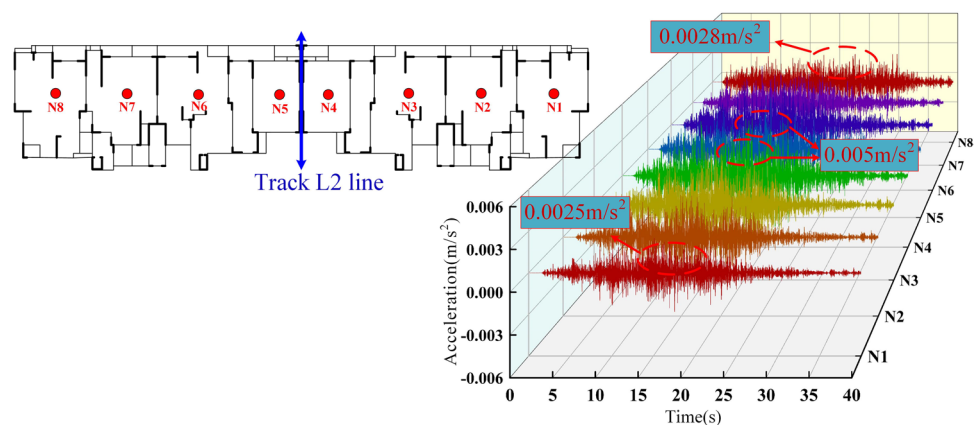 N8 N7 N6 N5 N4 N3 N2 N1
Track L2 line
0.0028m/s²
0.005m/s²
0.0025m/s²
Acceleration(m/s²)
0.006
0.003
0.000
-0.003
-0.006
0 5 10 15 20 25 30 35 40
Time(s)
N8
N7
N6
N5
N4
N3
N2
N1